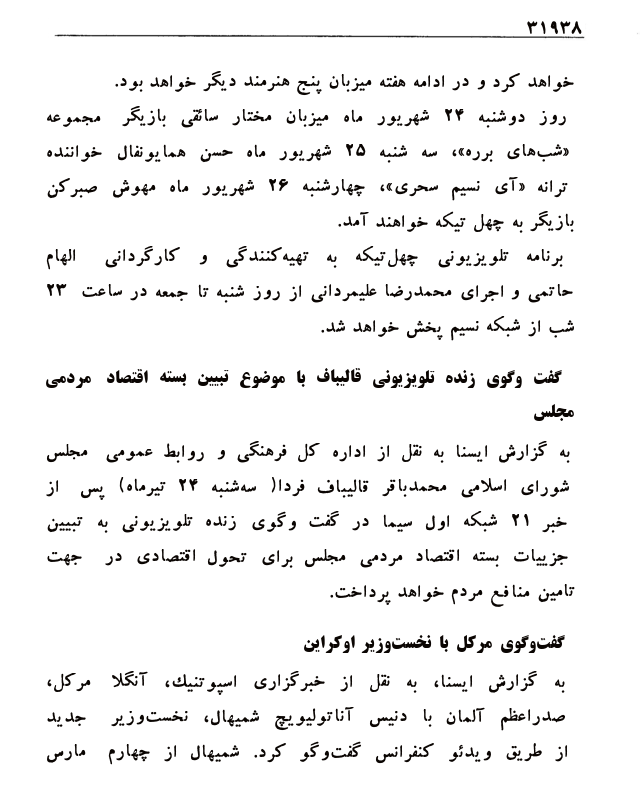 ۳۱۹۳۸
خواهد کرد و در ادامه هفته میزبان پنج هنرمند دیگر خواهد بود.
روز دوشنبه ۲۴ شهریور ماه میزبان مختار سائقی بازیگر مجموعه
«شب‌های برره»، سه شنبه ۲۵ شهریور ماه حسن همایونفال خواننده
ترانه «آی نسیم سحری»، چهارشنبه ۲۶ شهریور ماه مهوش صبرکن
بازیگر به چهل تیکه خواهند آمد.
برنامه تلویزیونی چهل‌تیکه به تهیه‌کنندگی و کارگردانی الهام
حاتمی و اجرای محمدرضا علیمردانی از روز شنبه تا جمعه در ساعت ۲۳
شب از شبکه نسیم پخش خواهد شد.
گفت وگوی زنده تلویزیونی قالیباف با موضوع تبیین بسته اقتصاد مردمی
مجلس
به گزارش ایسنا به نقل از اداره کل فرهنگی و روابط عمومی مجلس
شورای اسلامی محمدباقر قالیباف فردا( سه‌شنبه ۲۴ تیرماه) پس از
خبر ۲۱ شبکه اول سیما در گفت وگوی زنده تلویزیونی به تبیین
جزییات بسته اقتصاد مردمی مجلس برای تحول اقتصادی در جهت
تامین منافع مردم خواهد پرداخت.
گفت‌وگوی مرکل با نخست‌وزیر اوکراین
به گزارش ایسنا، به نقل از خبرگزاری اسپوتنیك، آنگلا مرکل،
صدراعظم آلمان با دنیس آناتولیویچ شمیهال، نخست‌وزیر جدید
از طریق ویدئو کنفرانس گفت‌وگو کرد. شمیهال از چهارم مارس